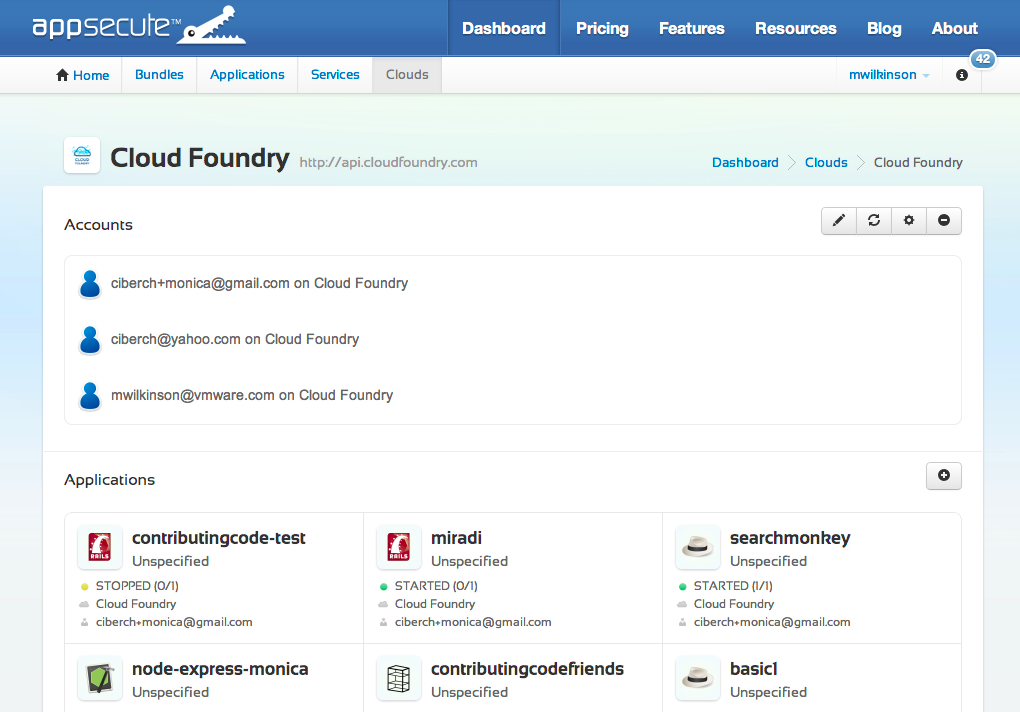 appsecute™ Dashboard Pricing Features Resources Blog About
Home Bundles Applications Services Clouds mwilkinson 42
CLOUD FOUNDRY Cloud Foundry http://api.cloudfoundry.com Dashboard Clouds Cloud Foundry
Accounts
ciberch+monica@gmail.com on Cloud Foundry
ciberch@yahoo.com on Cloud Foundry
mwilkinson@vmware.com on Cloud Foundry
Applications
RAILS contributingcode-test RAILS miradi searchmonkey
Unspecified Unspecified Unspecified
STOPPED (0/1) STARTED (0/1) STARTED (1/1)
Cloud Foundry Cloud Foundry Cloud Foundry
ciberch+monica@gmail.com ciberch+monica@gmail.com ciberch+monica@gmail.com
node-express-monica contributingcodefriends basic1
Unspecified Unspecified Unspecified